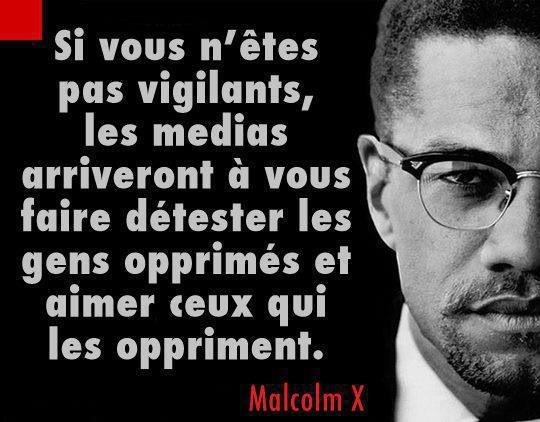 Si vous n'êtes
pas vigilants,
les medias
arriveront à vous
faire détester les
gens opprimés et
aimer ceux qui
les oppriment.
Malcolm X